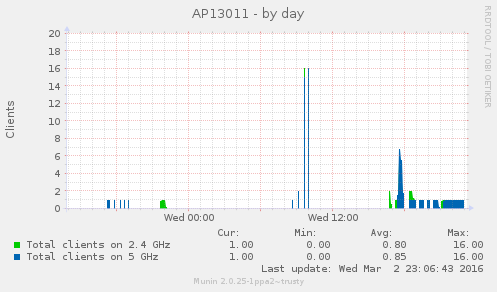 AP13011 - by day
RRDTOOL / TOBI OETIKER
Clients
20
18
16
14
12
10
8
6
4
2
0
Wed 00:00 Wed 12:00
Cur: Min: Avg: Max:
Total clients on 2.4 GHz 1.00 0.00 0.80 16.00
Total clients on 5 GHz 1.00 0.00 0.85 16.00
Last update: Wed Mar 2 23:06:43 2016
Munin 2.0.25-1ppa2~trusty